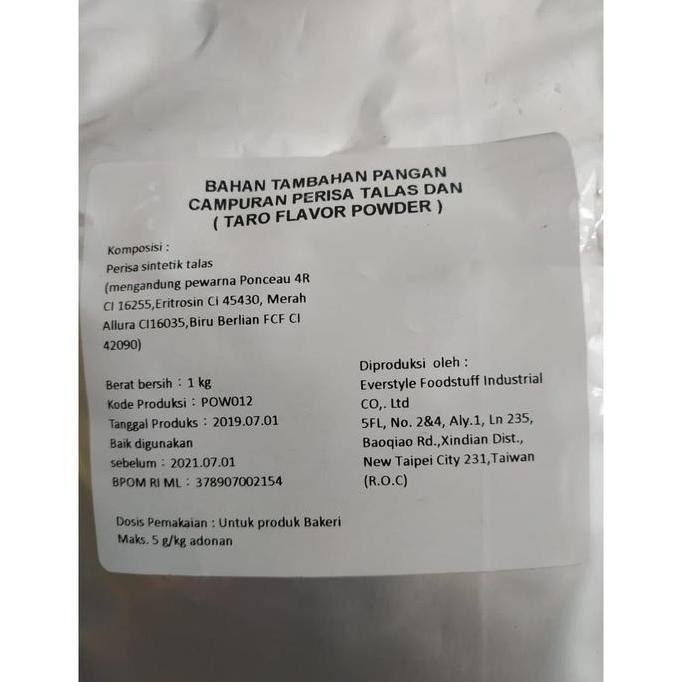 BAHAN TAMBAHAN PANGAN
CAMPURAN PERISA TALAS DAN
( TARO FLAVOR POWDER )
Komposisi :
Perisa sintetik talas
(mengandung pewarna Ponceau 4R
CI 16255,Eritrosin Ci 45430, Merah
Allura CI16035,Biru Berlian FCF CI
42090)
Berat bersih : 1 kg
Kode Produksi : POW012
Tanggal Produks : 2019.07.01
Baik digunakan
sebelum : 2021.07.01
BPOM RI ML : 378907002154
Diproduksi oleh :
Everstyle Foodstuff Industrial
CO,. Ltd
5FL, No. 2&4, Aly.1, Ln 235,
Baoqiao Rd.,Xindian Dist.,
New Taipei City 231,Taiwan
(R.O.C)
Dosis Pemakaian : Untuk produk Bakeri
Maks. 5 g/kg adonan